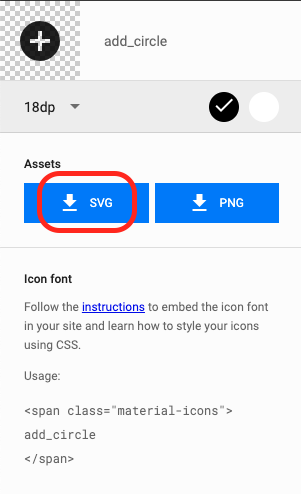 add_circle
18dp
Assets
SVG
PNG
Icon font
Follow the instructions to embed the icon font
in your site and learn how to style your icons
using CSS.
Usage:
<span class="material-icons">
add_circle
</span>